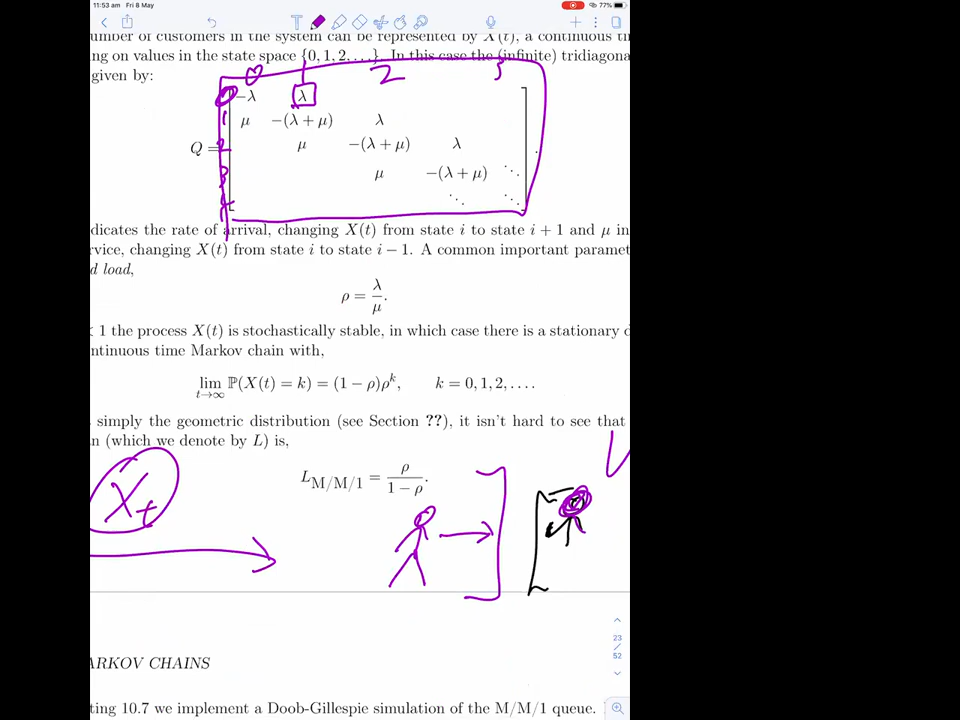 11:53 am Fri 8 May 77%
umber of customers in the system can be represented by X(t), a continuous ti
ng on values in the state space {0, 1, 2, . . .}. In this case the (infinite) tridiagona
given by:
0 2 3
0 −λ λ
1 μ −(λ + μ) λ
Q = 2 μ −(λ + μ) λ .
3 μ −(λ + μ) ⋱
⋱ ⋱
dicates the rate of arrival, changing X(t) from state i to state i + 1 and μ in
rvice, changing X(t) from state i to state i − 1. A common important paramet
d load,
ρ = λ/μ.
< 1 the process X(t) is stochastically stable, in which case there is a stationary d
ntinuous time Markov chain with,
lim t→∞ ℙ(X(t) = k) = (1 − ρ)ρ^k, k = 0, 1, 2, . . . .
simply the geometric distribution (see Section ??), it isn't hard to see that
n (which we denote by L) is,
L_M/M/1 = ρ/(1 − ρ).
X_t
23
/
52
ARKOV CHAINS
ting 10.7 we implement a Doob-Gillespie simulation of the M/M/1 queue.